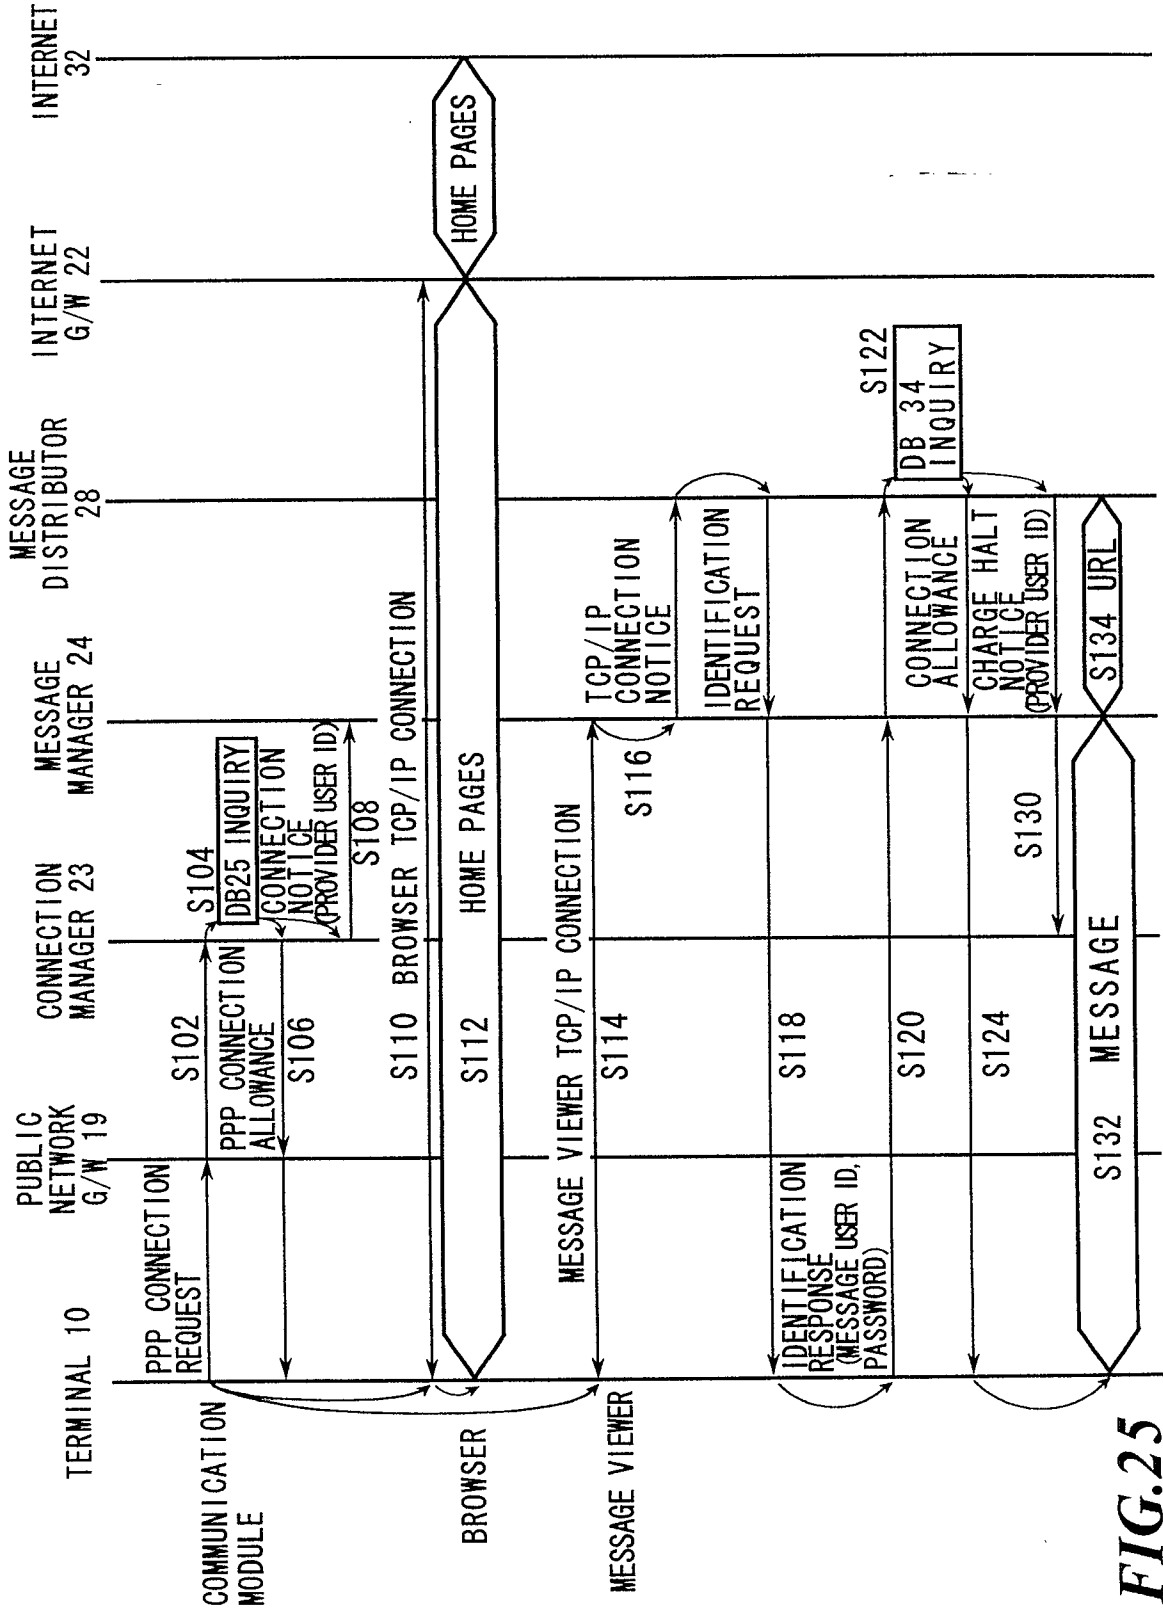 TERMINAL 10
PUBLIC
NETWORK
G/W 19
CONNECTION
MANAGER 23
MESSAGE
MANAGER 24
MESSAGE
DISTRIBUTOR
28
INTERNET
G/W 22
INTERNET
32
COMMUNICATION
MODULE
PPP CONNECTION
REQUEST
S102
S104
DB25 INQUIRY
PPP CONNECTION
ALLOWANCE
S106
CONNECTION
NOTICE
(PROVIDER USER ID)
S108
S110 BROWSER TCP/IP CONNECTION
BROWSER
S112
HOME PAGES
HOME PAGES
MESSAGE VIEWER
MESSAGE VIEWER TCP/IP CONNECTION
S114
S116
TCP/IP
CONNECTION
NOTICE
IDENTIFICATION
REQUEST
S118
IDENTIFICATION
RESPONSE
(MESSAGE USER ID,
PASSWORD)
S120
S122
DB 34
INQUIRY
CONNECTION
ALLOWANCE
S124
CHARGE HALT
NOTICE
(PROVIDER USER ID)
S130
S132 MESSAGE
S134 URL
FIG.25